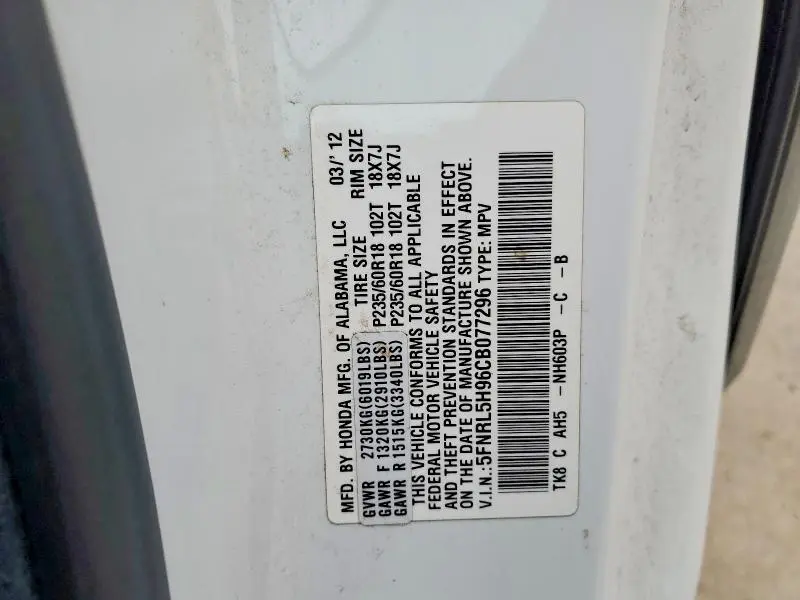 MFD. BY HONDA MFG. OF ALABAMA, LLC 03/'12
TIRE SIZE RIM SIZE
GVWR 2730KG(6019LBS)
GAWR F 1320KG(2910LBS) P235/60R18 102T 18X7J
GAWR R 1515KG(3340LBS) P235/60R18 102T 18X7J
THIS VEHICLE CONFORMS TO ALL APPLICABLE
FEDERAL MOTOR VEHICLE SAFETY
AND THEFT PREVENTION STANDARDS IN EFFECT
ON THE DATE OF MANUFACTURE SHOWN ABOVE.
V.I.N.:5FNRL5H96CB077296 TYPE: MPV
TK8 C AH5 -NH603P -C -B